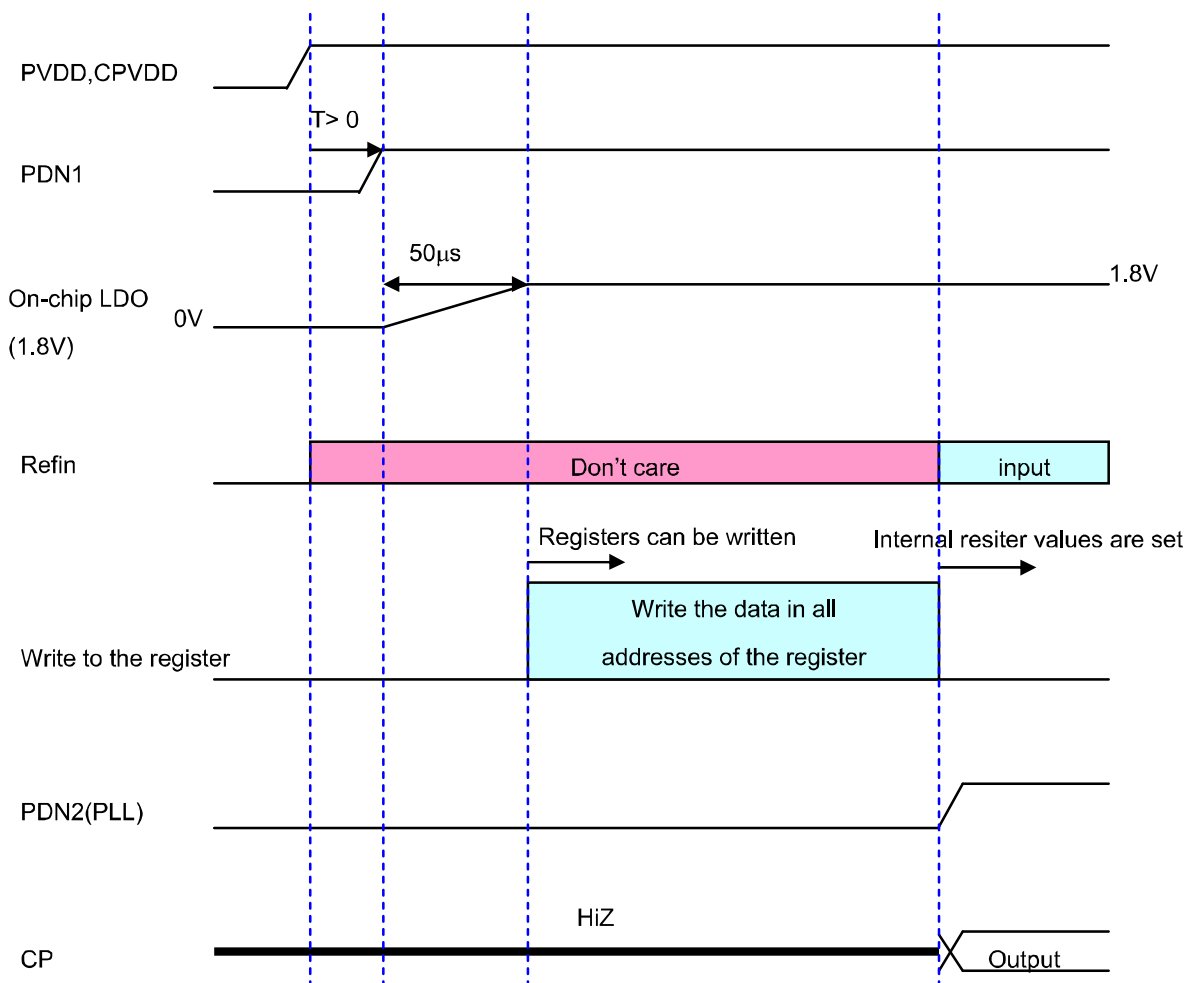 PVDD,CPVDD
T> 0
PDN1
50μs
On-chip LDO
(1.8V)
0V
1.8V
Refin
Don't care
input
Registers can be written
Internal resiter values are set
Write the data in all
addresses of the register
Write to the register
PDN2(PLL)
HiZ
CP
Output